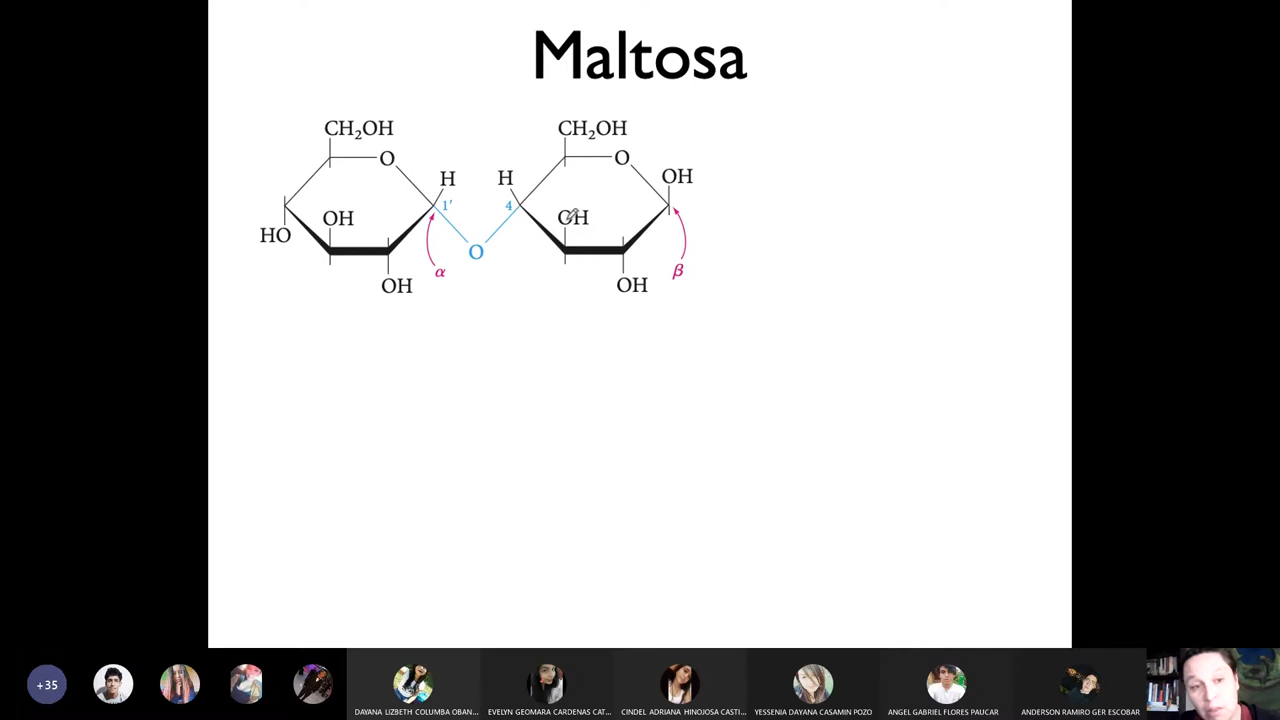 Maltosa
CH₂OH CH₂OH
O O
H H OH
1' 4
OH OH
HO
O
α β
OH OH
+35
DAYANA LIZBETH COLUMBA OBAN...
EVELYN GEOMARA CARDENAS CAT...
CINDEL ADRIANA HINOJOSA CASTI...
YESSENIA DAYANA CASAMIN POZO
ANGEL GABRIEL FLORES PAUCAR
ANDERSON RAMIRO GER ESCOBAR